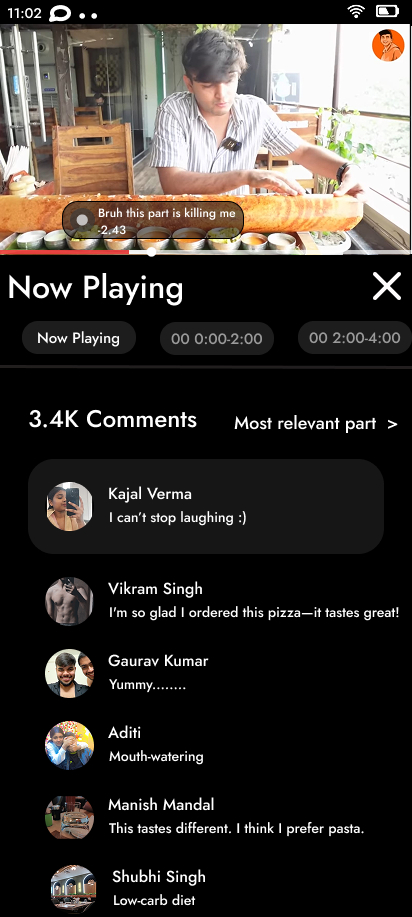 11:02
Bruh this part is killing me
-2.43
Now Playing
Now Playing
00 0:00-2:00
00 2:00-4:00
3.4K Comments
Most relevant part >
Kajal Verma
I can't stop laughing :)
Vikram Singh
I'm so glad I ordered this pizza—it tastes great!
Gaurav Kumar
Yummy........
Aditi
Mouth-watering
Manish Mandal
This tastes different. I think I prefer pasta.
Shubhi Singh
Low-carb diet